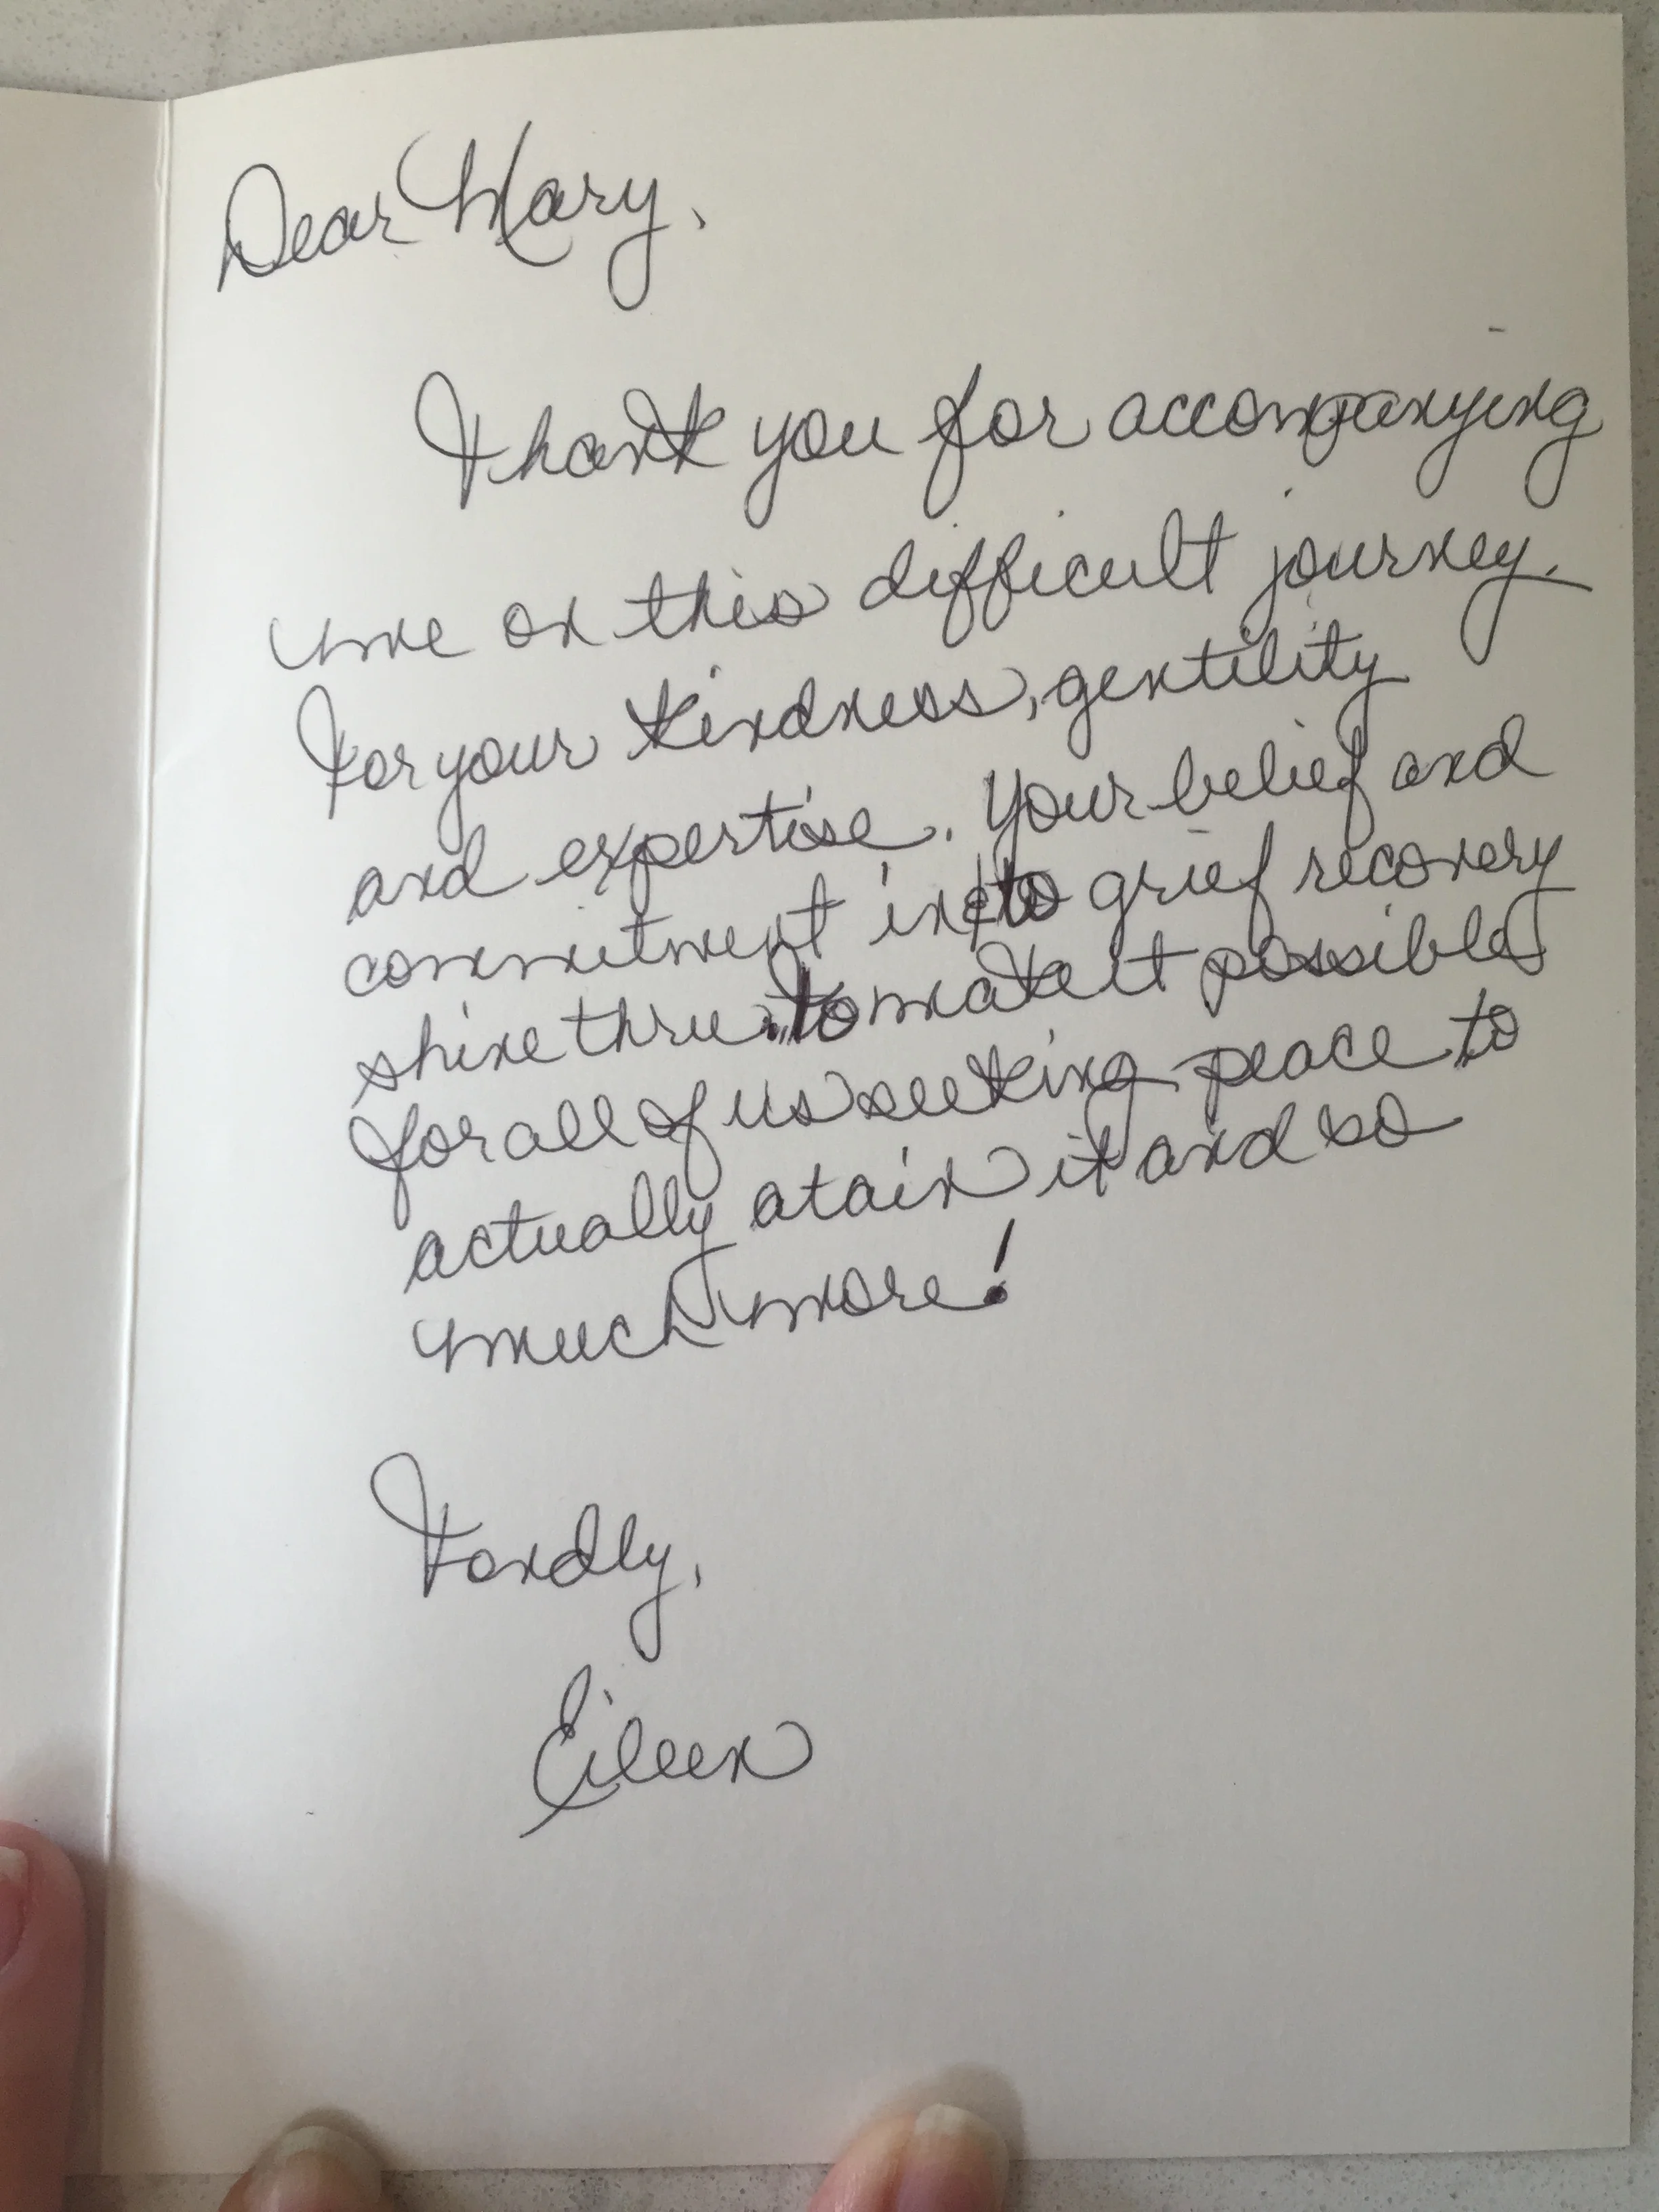 Dear Mary,
Thank you for accompanying
me on this difficult journey.
For your kindness, gentility
and expertise. Your belief and
commitment in &to grief recovery
shine thru to make it possible
for all of us seeking peace to
actually atain it and so
much more!
Fondly,
Eileen